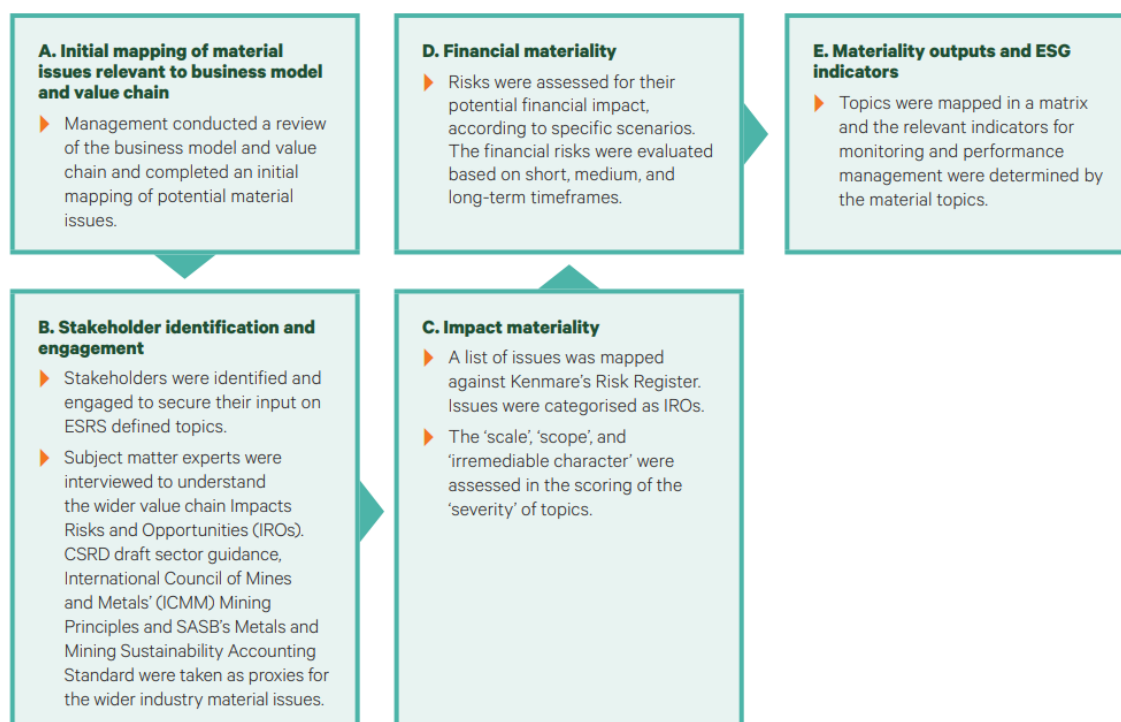 A. Initial mapping of material
issues relevant to business model
and value chain
Management conducted a review
of the business model and value
chain and completed an initial
mapping of potential material
issues.
B. Stakeholder identification and
engagement
Stakeholders were identified and
engaged to secure their input on
ESRS defined topics.
Subject matter experts were
interviewed to understand
the wider value chain Impacts
Risks and Opportunities (IROs).
CSRD draft sector guidance,
International Council of Mines
and Metals’ (ICMM) Mining
Principles and SASB’s Metals and
Mining Sustainability Accounting
Standard were taken as proxies for
the wider industry material issues.
C. Impact materiality
A list of issues was mapped
against Kenmare’s Risk Register.
Issues were categorised as IROs.
The ‘scale’, ‘scope’, and
‘irremediable character’ were
assessed in the scoring of the
‘severity’ of topics.
D. Financial materiality
Risks were assessed for their
potential financial impact,
according to specific scenarios.
The financial risks were evaluated
based on short, medium, and
long-term timeframes.
E. Materiality outputs and ESG
indicators
Topics were mapped in a matrix
and the relevant indicators for
monitoring and performance
management were determined by
the material topics.